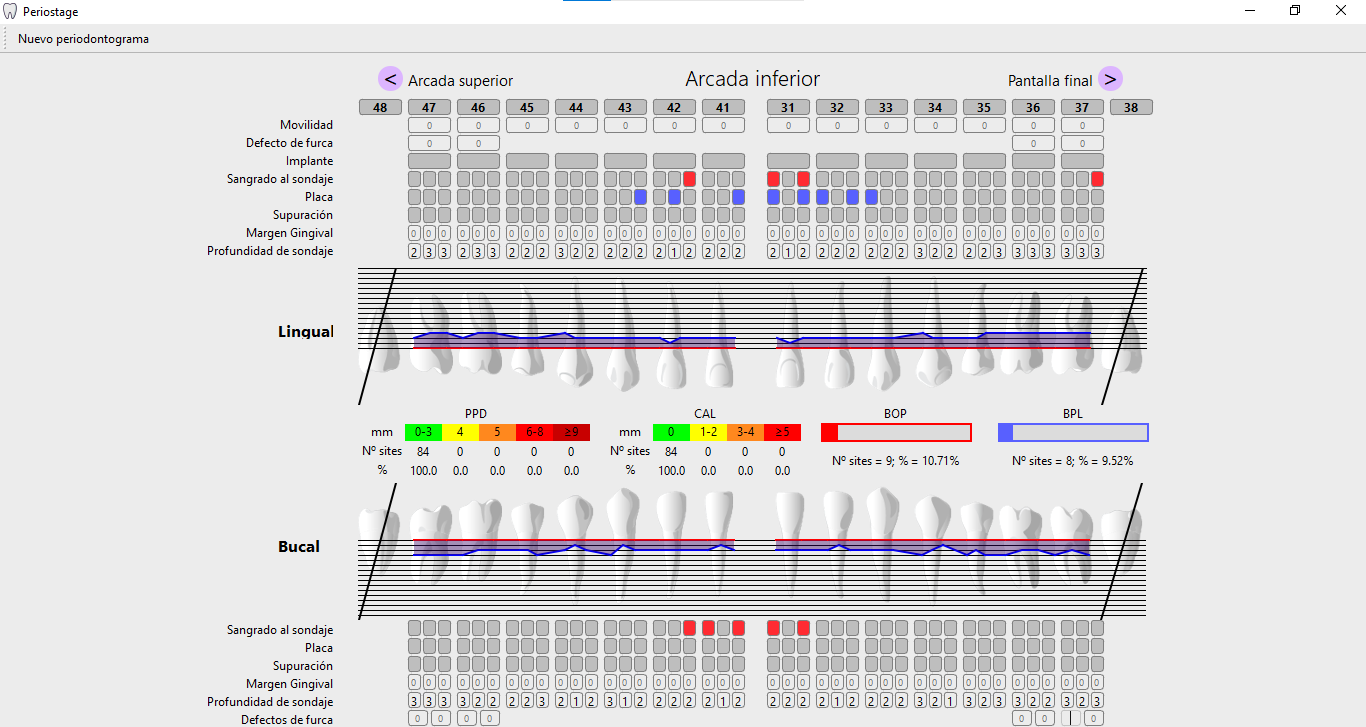 Periostage
Nuevo periodontograma
< Arcada superior Arcada inferior Pantalla final >
48 47 46 45 44 43 42 41 31 32 33 34 35 36 37 38
Movilidad 0 0 0 0 0 0 0 0 0 0 0 0 0 0
Defecto de furca 0 0 0 0
Implante
Sangrado al sondaje
Placa
Supuración
Margen Gingival 0 0 0 0 0 0 0 0 0 0 0 0 0 0 0 0 0 0 0 0 0 0 0 0 0 0 0 0 0 0 0 0 0 0 0 0 0 0 0 0 0 0
Profundidad de sondaje 2 3 3 2 3 3 2 2 2 3 2 2 2 2 2 2 1 2 2 2 2 2 1 2 2 2 2 2 2 2 3 2 2 2 2 3 3 3 3 3 3 3
Lingual
PPD CAL BOP BPL
mm 0-3 4 5 6-8 ≥9 mm 0 1-2 3-4 ≥5
Nº sites 84 0 0 0 0 Nº sites 84 0 0 0 Nº sites = 9; % = 10.71% Nº sites = 8; % = 9.52%
% 100.0 0.0 0.0 0.0 0.0 % 100.0 0.0 0.0 0.0
Bucal
Sangrado al sondaje
Placa
Supuración
Margen Gingival 0 0 0 0 0 0 0 0 0 0 0 0 0 0 0 0 0 0 0 0 0 0 0 0 0 0 0 0 0 0 0 0 0 0 0 0 0 0 0 0 0 0
Profundidad de sondaje 3 3 3 3 2 2 2 2 3 2 1 2 3 1 2 2 2 2 2 1 2 2 2 2 2 1 2 2 2 2 3 2 1 3 2 3 3 2 2 3 2 3
Defectos de furca 0 0 0 0 0 0 0